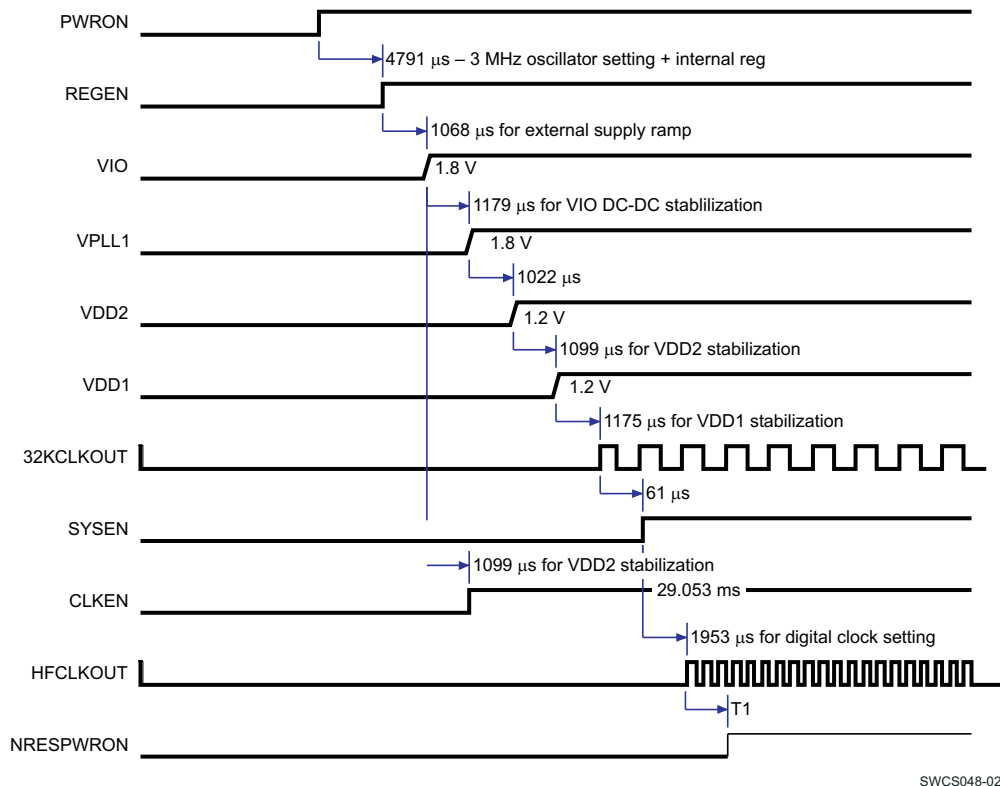 PWRON
4791 μs – 3 MHz oscillator setting + internal reg
REGEN
1068 μs for external supply ramp
VIO
1.8 V
1179 μs for VIO DC-DC stablilization
VPLL1
1.8 V
1022 μs
VDD2
1.2 V
1099 μs for VDD2 stabilization
VDD1
1.2 V
1175 μs for VDD1 stabilization
32KCLKOUT
61 μs
SYSEN
1099 μs for VDD2 stabilization
CLKEN
29.053 ms
1953 μs for digital clock setting
HFCLKOUT
T1
NRESPWRON
SWCS048-02